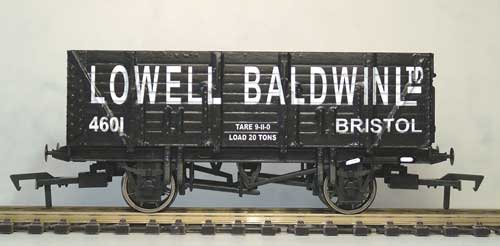 LOWELL BALDWIN LTD
4601
TARE 9-11-0
LOAD 20 TONS
BRISTOL